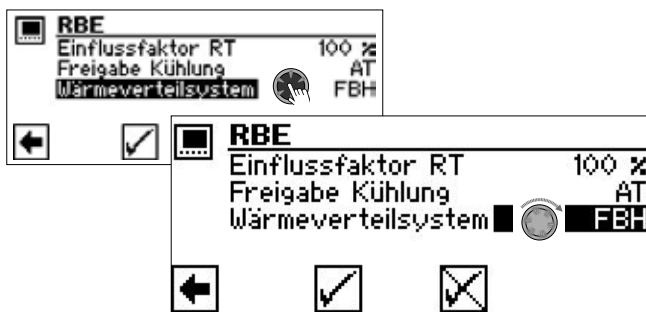 RBE
Einflussfaktor RT 100 %
Freigabe Kühlung AT
Wärmeverteilsystem FBH
RBE
Einflussfaktor RT 100 %
Freigabe Kühlung AT
Wärmeverteilsystem FBH